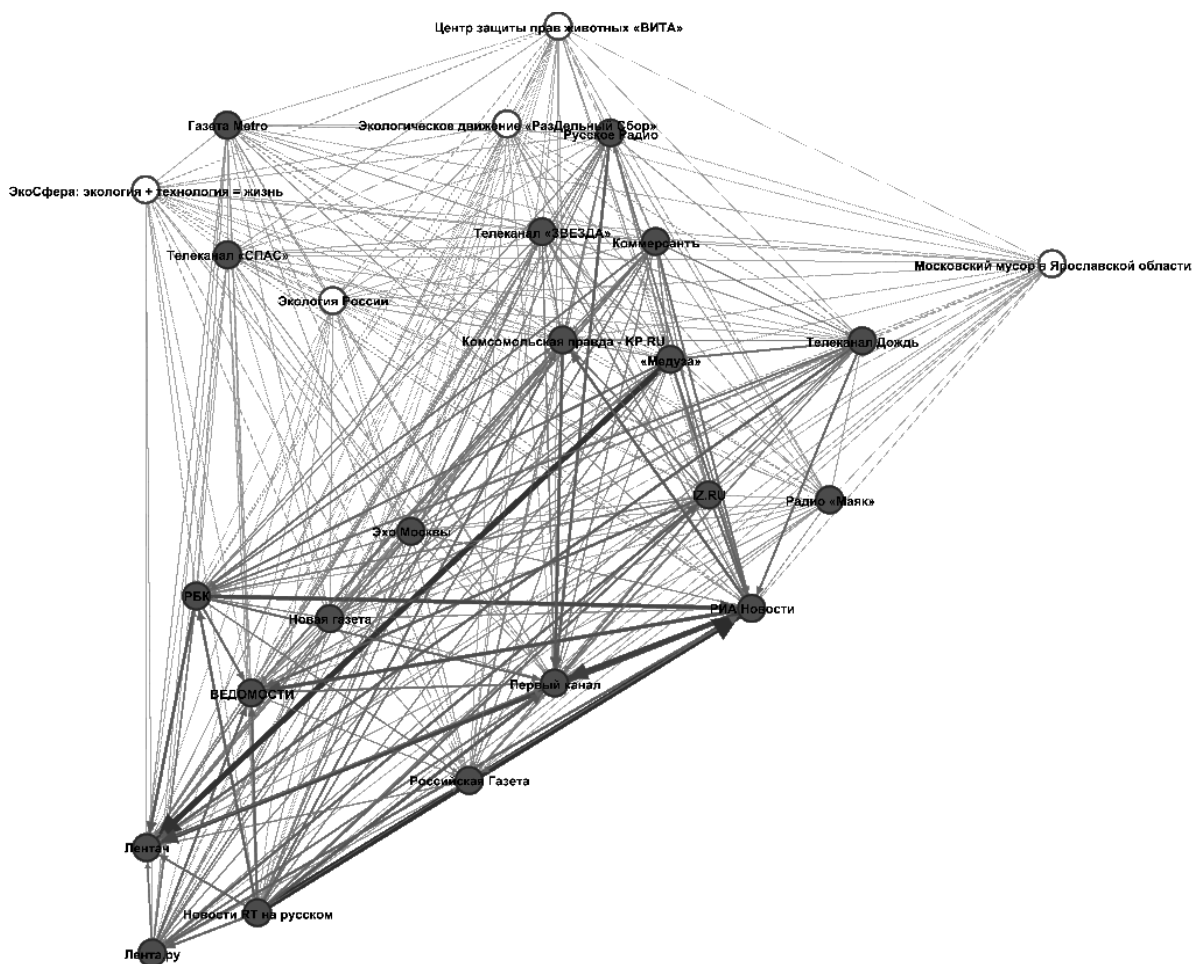 Центр защиты прав животных «ВИТА»
Газета Metro
Экологическое движение «РазДельный Сбор»
Русское Радио
ЭкоСфера: экология + технология = жизнь
Телеканал «ЗВЕЗДА»
Коммерсантъ
Телеканал «СПАС»
Московский мусор в Ярославской области
Экология России
Комсомольская правда - KP.RU
Телеканал Дождь
«Медуза»
IZ.RU
Радио «Маяк»
Эхо Москвы
РБК
РИА Новости
Новая газета
Первый канал
ВЕДОМОСТИ
Российская Газета
Лентач
Новости RT на русском
Лента.ру